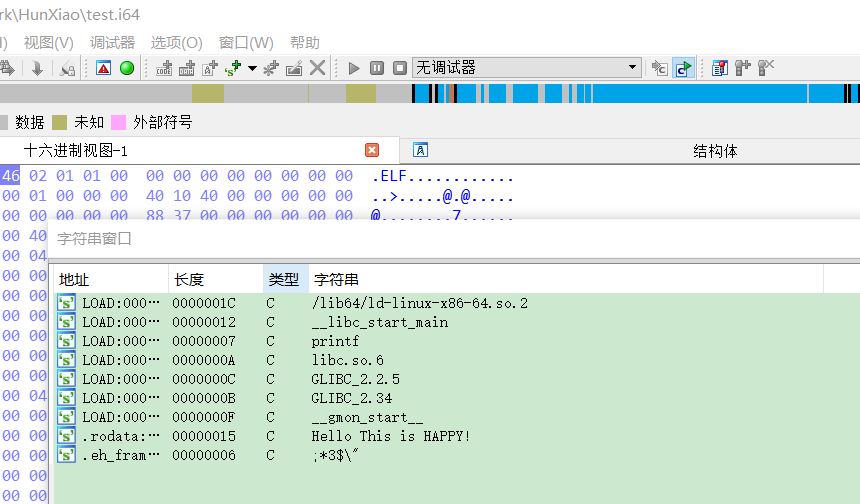 rk\HunXiao\test.i64
) 视图(V) 调试器 选项(O) 窗口(W) 帮助
无调试器
数据 未知 外部符号
十六进制视图-1 结构体
46 02 01 01 00 00 00 00 00 00 00 00 00 .ELF............
00 01 00 00 00 40 10 40 00 00 00 00 00 ..>.....@.@.....
00 00 00 00 00 88 37 00 00 00 00 00 00 @........7......
00 40
字符串窗口
00 04
00 00
地址 长度 类型 字符串
00 00
LOAD:000… 0000001C C /lib64/ld-linux-x86-64.so.2
00 00
LOAD:000… 00000012 C __libc_start_main
00 00
LOAD:000… 00000007 C printf
00 00
LOAD:000… 0000000A C libc.so.6
00 00
LOAD:000… 0000000C C GLIBC_2.2.5
00 04
LOAD:000… 0000000B C GLIBC_2.34
00 00
LOAD:000… 0000000F C __gmon_start__
00 00
.rodata:… 00000015 C Hello This is HAPPY!
00 00
.eh_fram… 00000006 C ;*3$\"
00 00
00 00